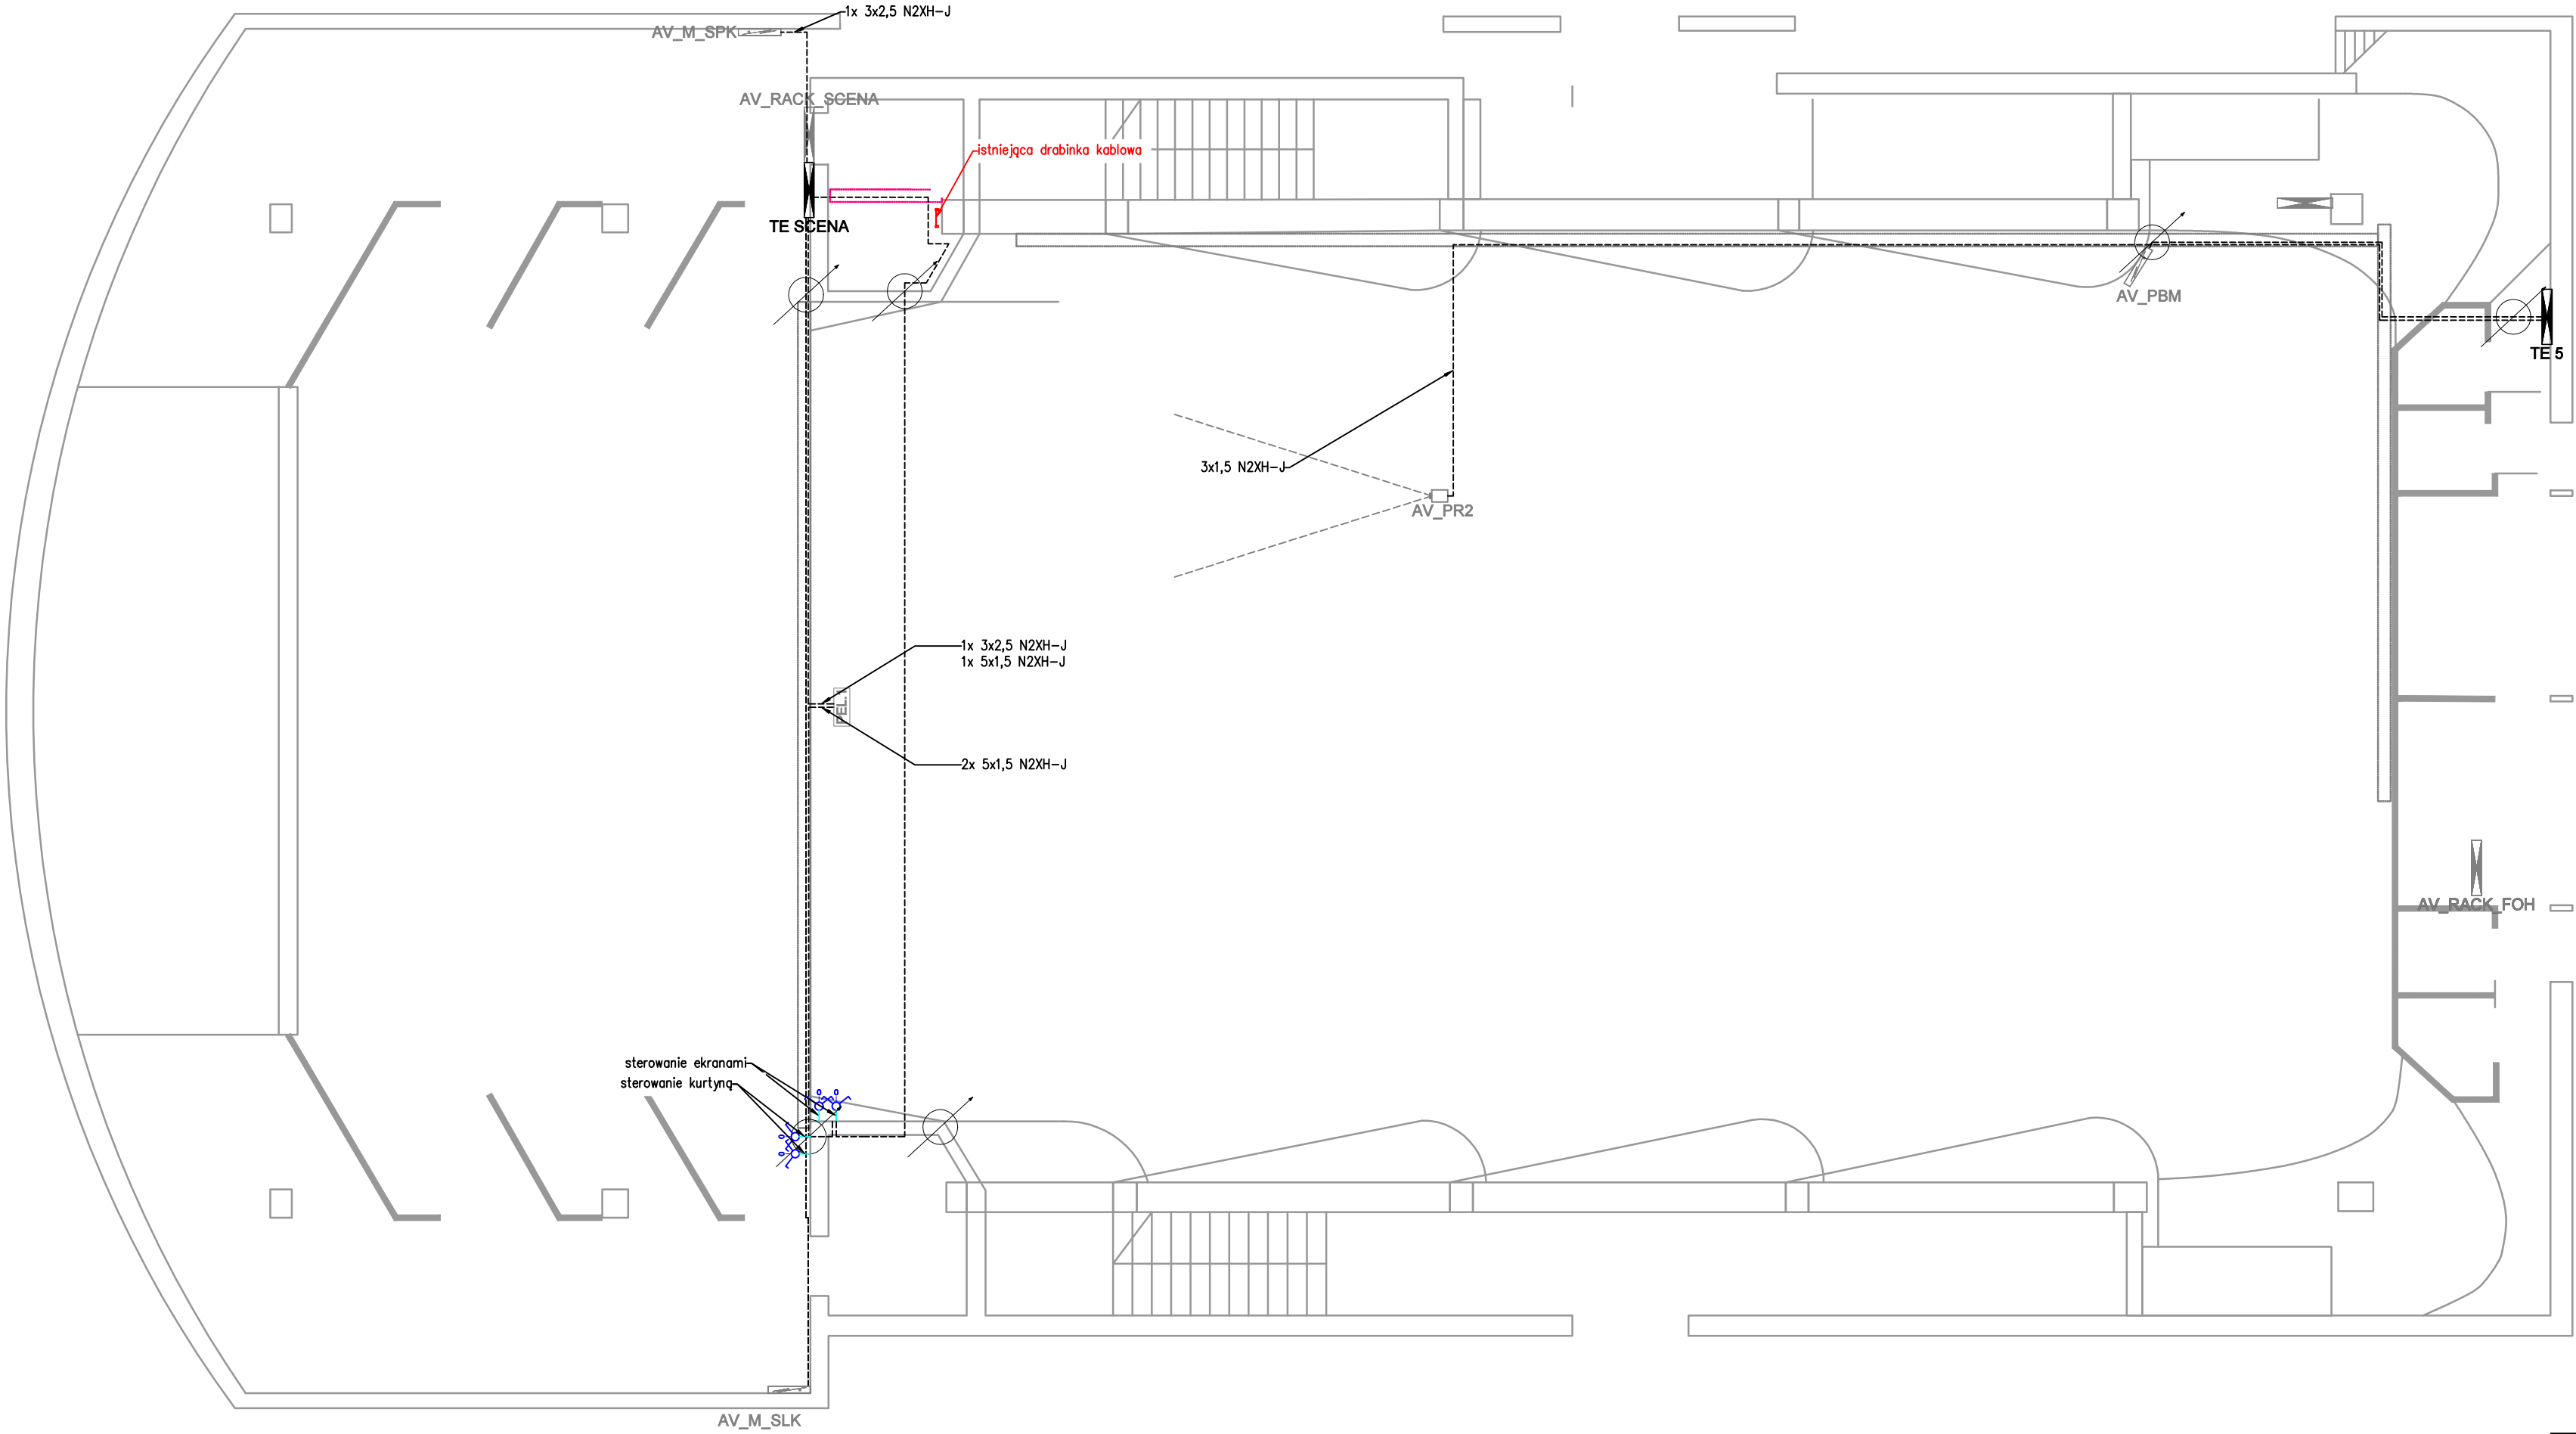 1x 3x2,5 N2XH-J
AV_M_SPK
AV_RACK_SCENA
istniejąca drabinka kablowa
TE SCENA
AV_PBM
TE 5
3x1,5 N2XH-J
AV_PR2
1x 3x2,5 N2XH-J
1x 5x1,5 N2XH-J
2x 5x1,5 N2XH-J
AV_RACK_FOH
sterowanie ekranami
sterowanie kurtyną
AV_M_SLK